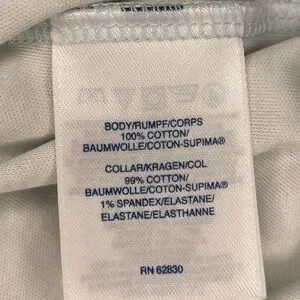 BODY/RUMPF/CORPS
100% COTTON/
BAUMWOLLE/COTON-SUPIMA®
COLLAR/KRAGEN/COL
99% COTTON/
BAUMWOLLE/COTON-SUPIMA®
1% SPANDEX/ELASTANE/
ELASTANE/ELASTHANNE
RN 62830